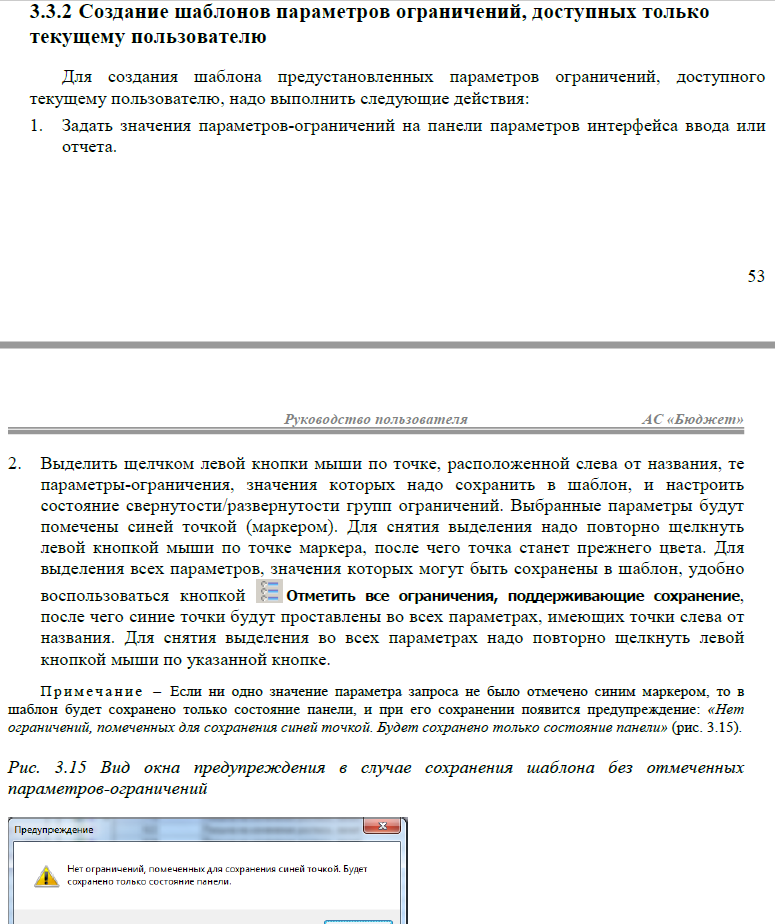 3.3.2 Создание шаблонов параметров ограничений, доступных только
текущему пользователю
Для создания шаблона предустановленных параметров ограничений, доступного
текущему пользователю, надо выполнить следующие действия:
1. Задать значения параметров-ограничений на панели параметров интерфейса ввода или
отчета.
53
Руководство пользователя АС «Бюджет»
2. Выделить щелчком левой кнопки мыши по точке, расположенной слева от названия, те
параметры-ограничения, значения которых надо сохранить в шаблон, и настроить
состояние свернутости/развернутости групп ограничений. Выбранные параметры будут
помечены синей точкой (маркером). Для снятия выделения надо повторно щелкнуть
левой кнопкой мыши по точке маркера, после чего точка станет прежнего цвета. Для
выделения всех параметров, значения которых могут быть сохранены в шаблон, удобно
воспользоваться кнопкой Отметить все ограничения, поддерживающие сохранение,
после чего синие точки будут проставлены во всех параметрах, имеющих точки слева от
названия. Для снятия выделения во всех параметрах надо повторно щелкнуть левой
кнопкой мыши по указанной кнопке.
Примечание – Если ни одно значение параметра запроса не было отмечено синим маркером, то в
шаблон будет сохранено только состояние панели, и при его сохранении появится предупреждение: «Нет
ограничений, помеченных для сохранения синей точкой. Будет сохранено только состояние панели» (рис. 3.15).
Рис. 3.15 Вид окна предупреждения в случае сохранения шаблона без отмеченных
параметров-ограничений
Предупреждение
Нет ограничений, помеченных для сохранения синей точкой. Будет
сохранено только состояние панели.